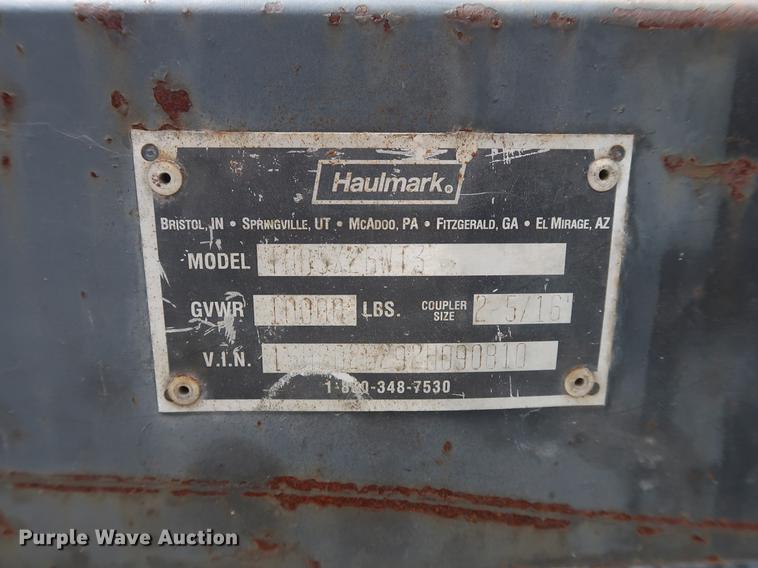 Haulmark®
BRISTOL, IN • SPRINGVILLE, UT • MCADOO, PA • FITZGERALD, GA • EL MIRAGE, AZ
MODEL
GVWR 10000 LBS. COUPLER SIZE 2-5/16
V.I.N.
1-800-348-7530
Purple Wave Auction